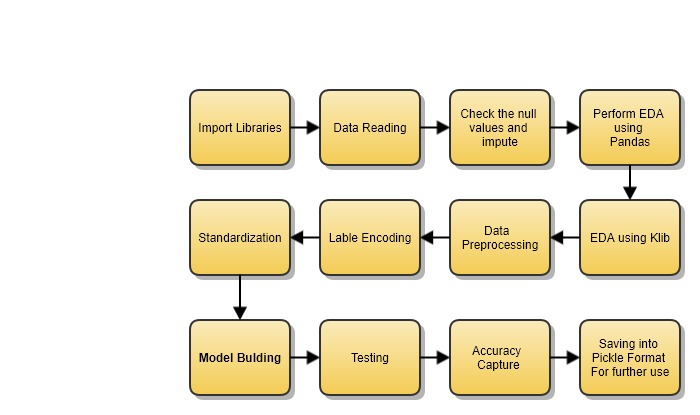 Import Libraries
Data Reading
Check the null
values and
impute
Perform EDA
using
Pandas
EDA using Klib
Data
Preprocessing
Lable Encoding
Standardization
Model Bulding
Testing
Accuracy
Capture
Saving into
Pickle Format
For further use